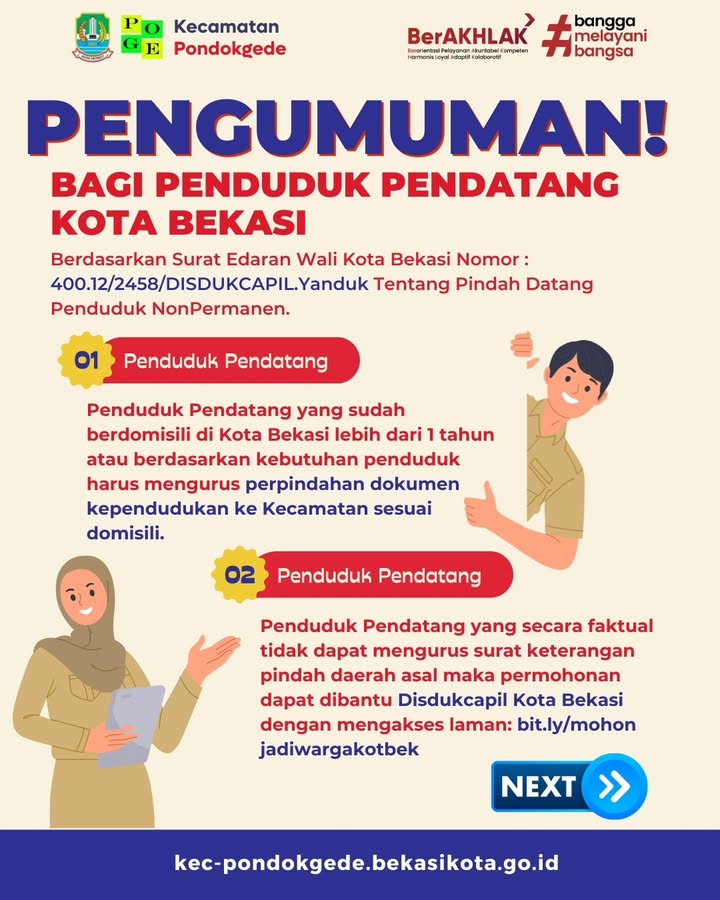 POGE
Kecamatan
Pondokgede
BerAKHLAK
Berorientasi Pelayanan Akuntabel Kompeten
Harmonis Loyal Adaptif Kolaboratif
#bangga
melayani
bangsa
PENGUMUMAN!
BAGI PENDUDUK PENDATANG
KOTA BEKASI
Berdasarkan Surat Edaran Wali Kota Bekasi Nomor :
400.12/2458/DISDUKCAPIL.Yanduk Tentang Pindah Datang
Penduduk NonPermanen.
01 Penduduk Pendatang
Penduduk Pendatang yang sudah
berdomisili di Kota Bekasi lebih dari 1 tahun
atau berdasarkan kebutuhan penduduk
harus mengurus perpindahan dokumen
kependudukan ke Kecamatan sesuai
domisili.
02 Penduduk Pendatang
Penduduk Pendatang yang secara faktual
tidak dapat mengurus surat keterangan
pindah daerah asal maka permohonan
dapat dibantu Disdukcapil Kota Bekasi
dengan mengakses laman: bit.ly/mohon
jadiwargakotbek
NEXT
kec-pondokgede.bekasikota.go.id